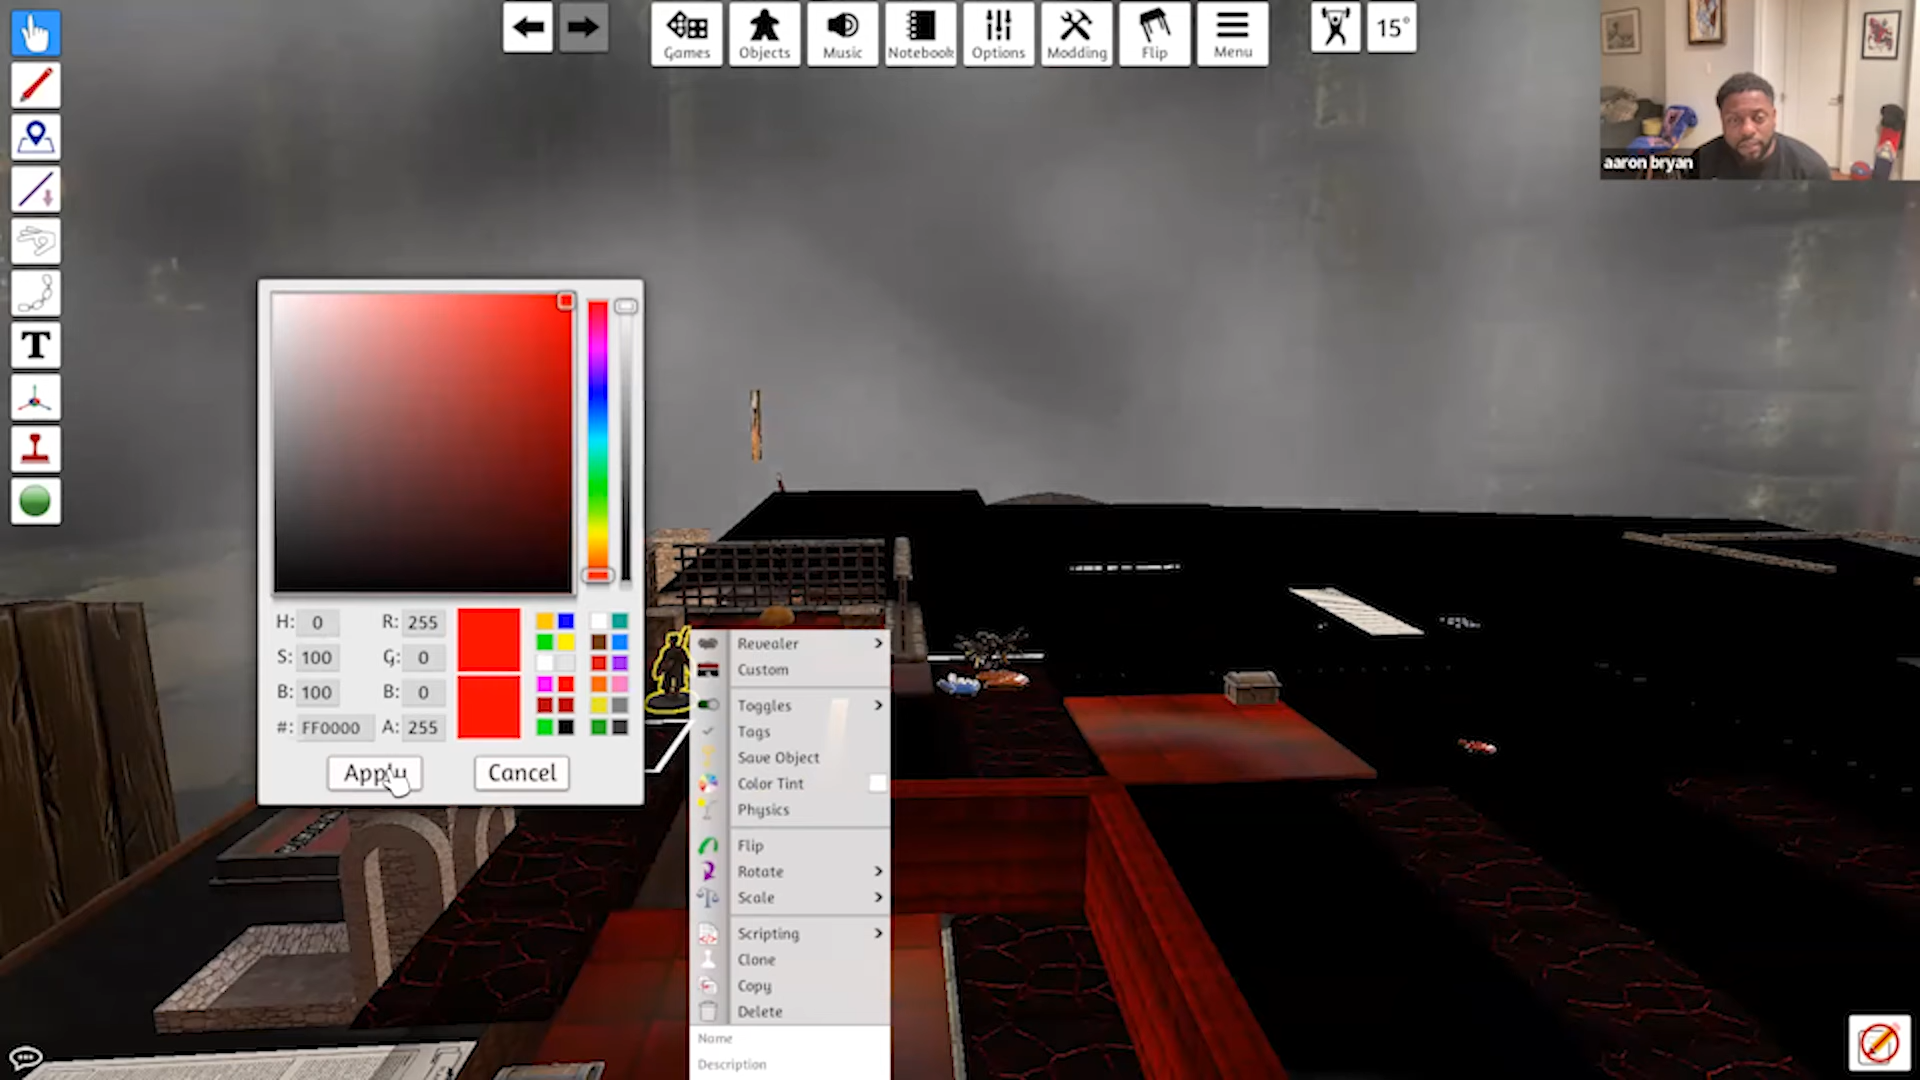 Games
Objects
Music
Notebook
Options
Modding
Flip
Menu
15°
aaron bryan
H: 0
R: 255
S: 100
G: 0
B: 100
B: 0
#: FF0000
A: 255
Apply
Cancel
Revealer
Custom
Toggles
Tags
Save Object
Color Tint
Physics
Flip
Rotate
Scale
Scripting
Clone
Copy
Delete
Name
Description
T